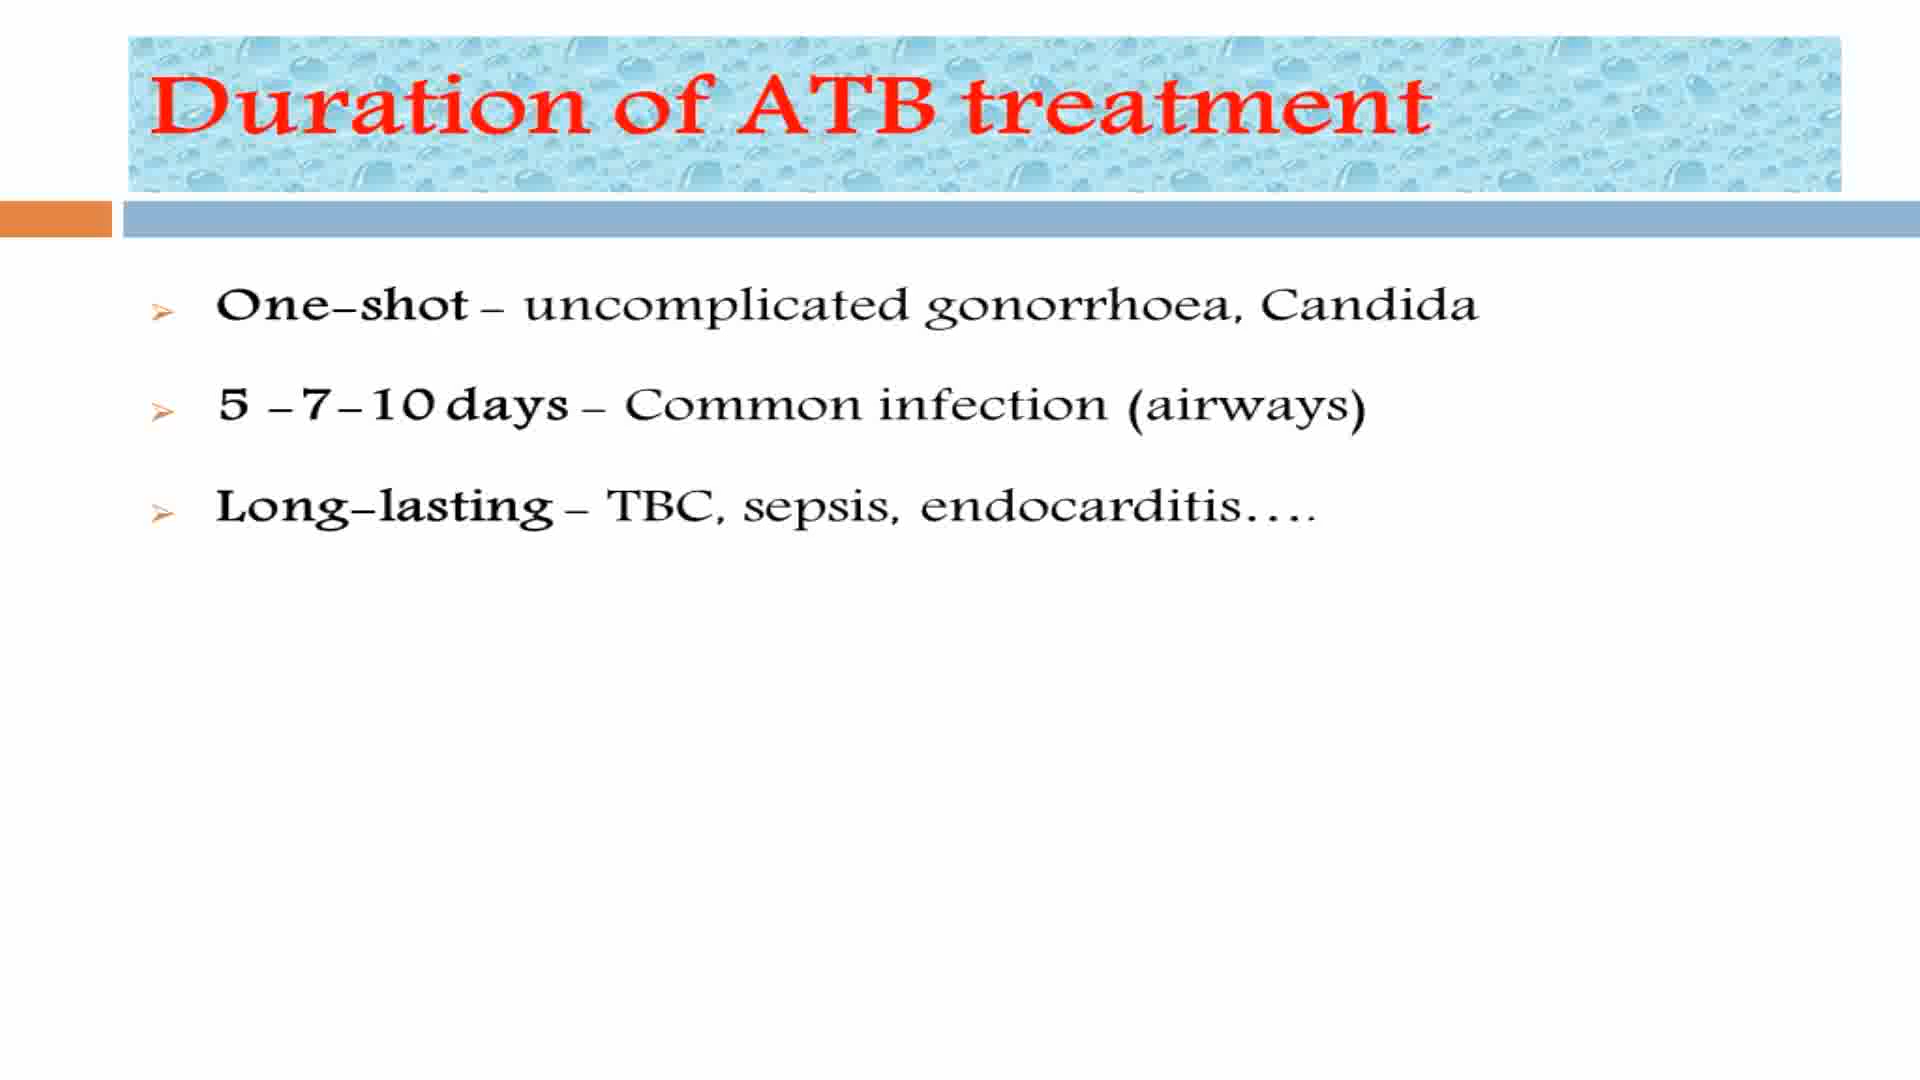 Duration of ATB treatment
One-shot – uncomplicated gonorrhoea, Candida
5 –7–10 days – Common infection (airways)
Long-lasting – TBC, sepsis, endocarditis….